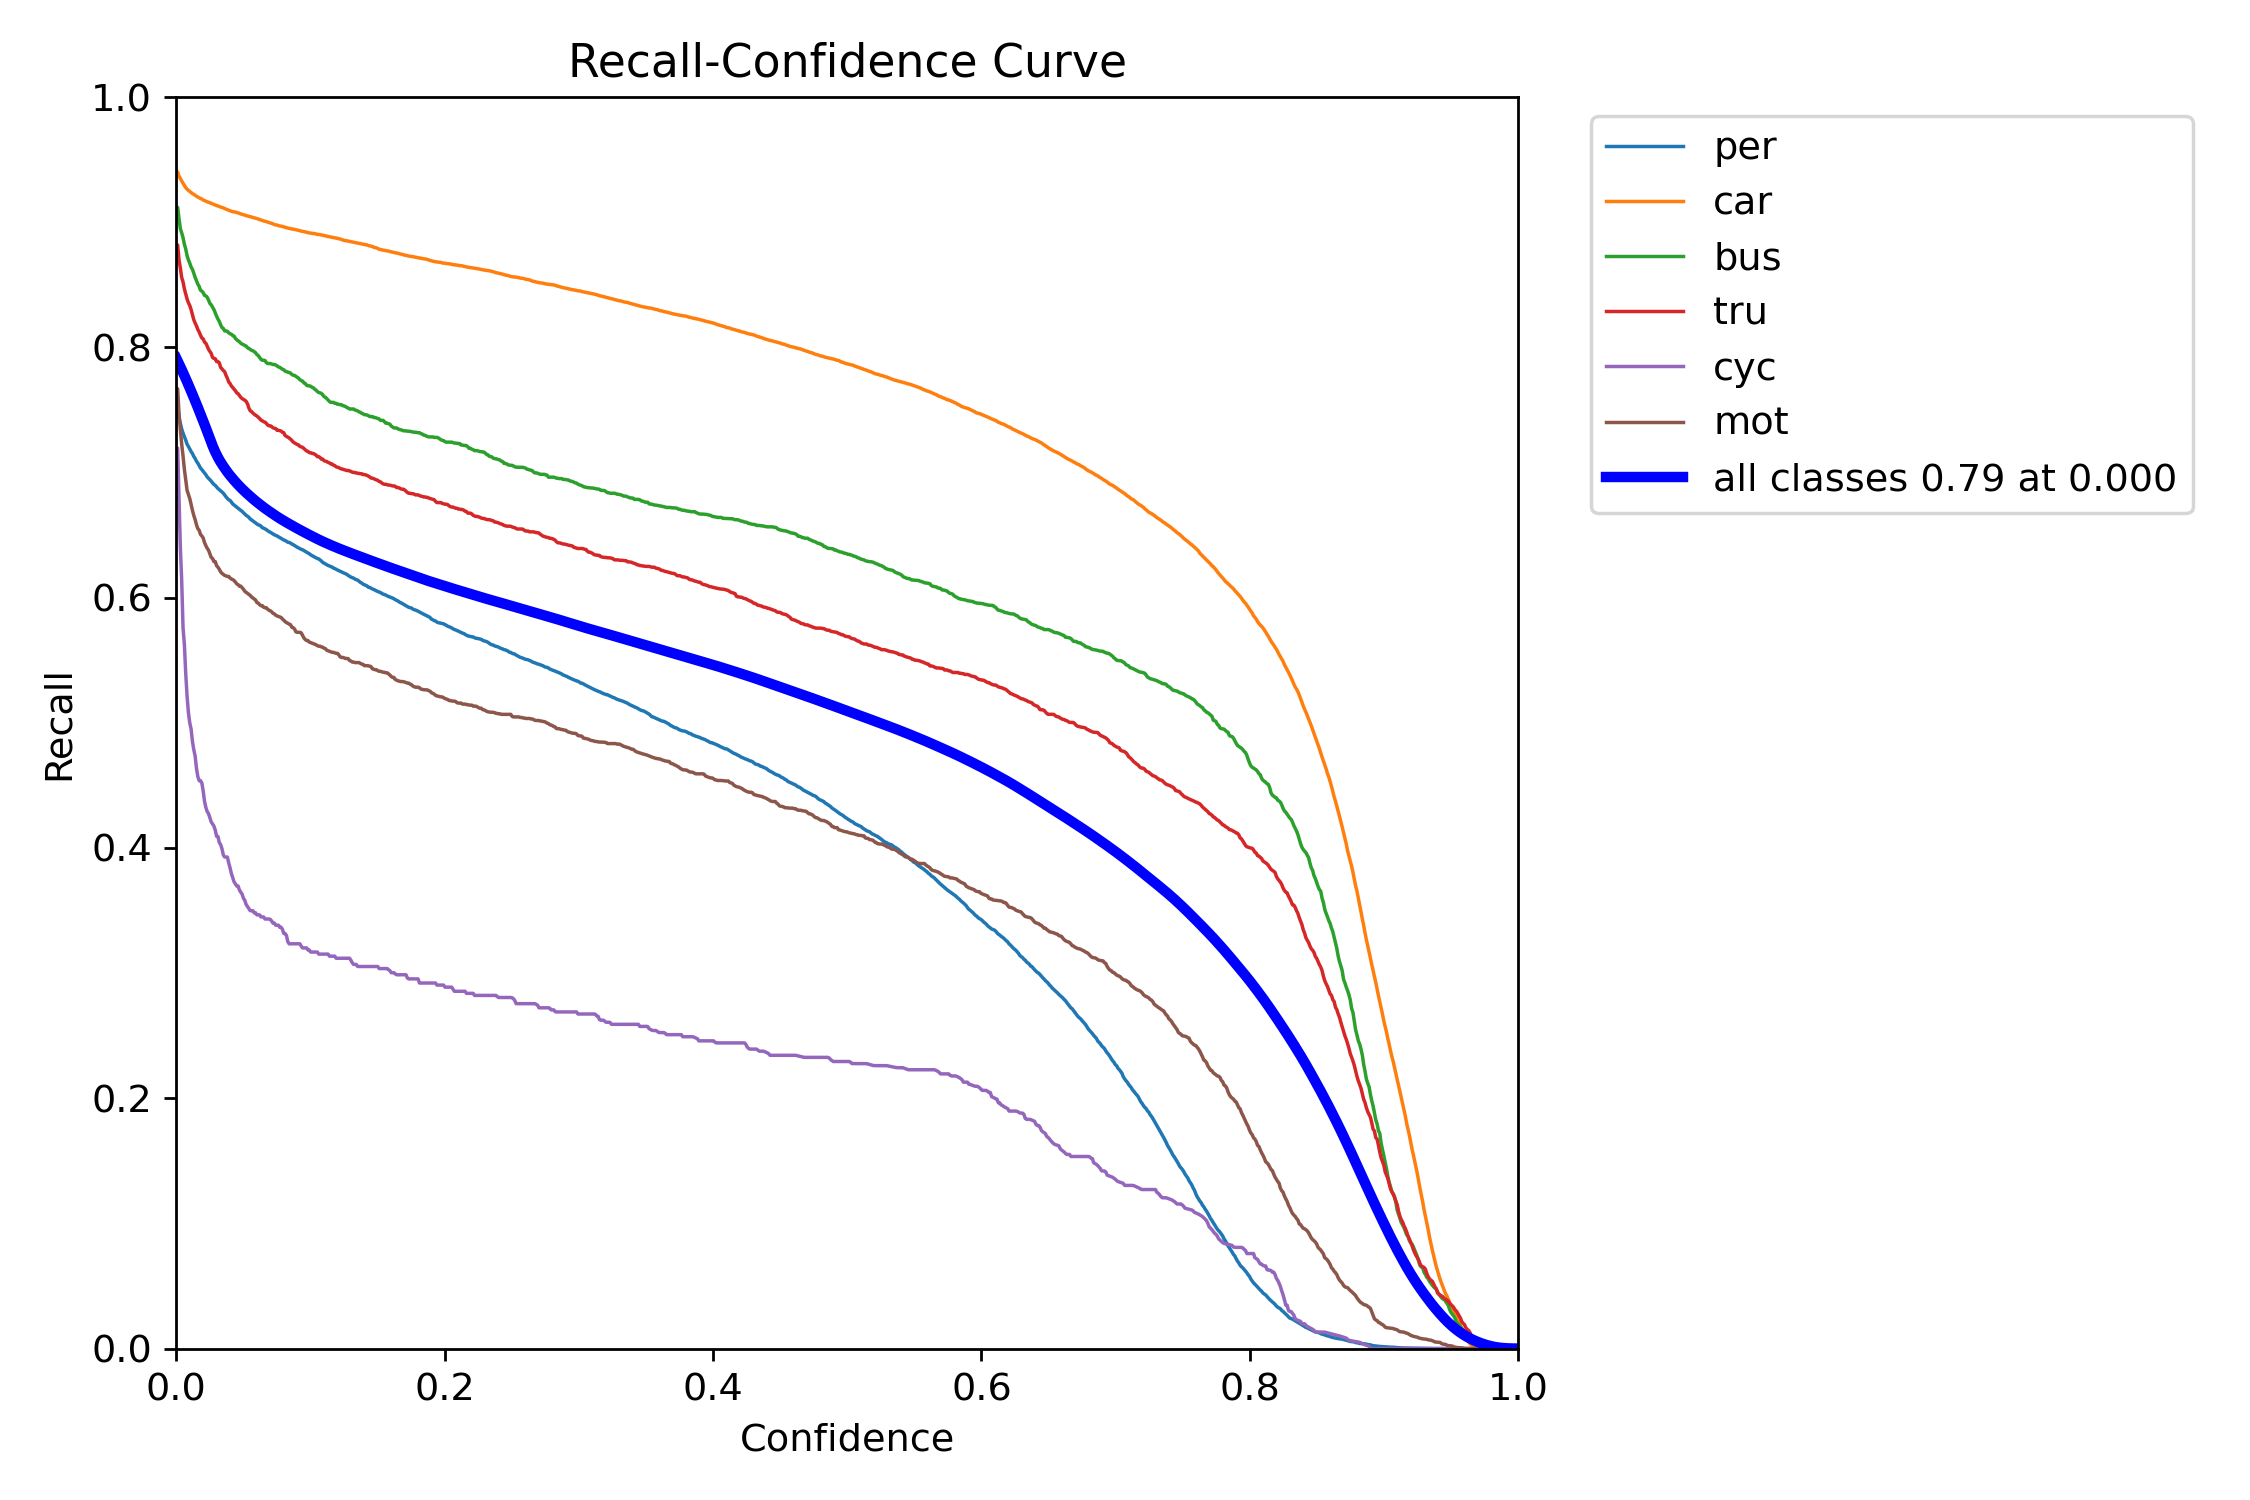 Recall-Confidence Curve
1.0
0.8
0.6
0.4
0.2
0.0
Recall
0.0 0.2 0.4 0.6 0.8 1.0
Confidence
per
car
bus
tru
cyc
mot
all classes 0.79 at 0.000